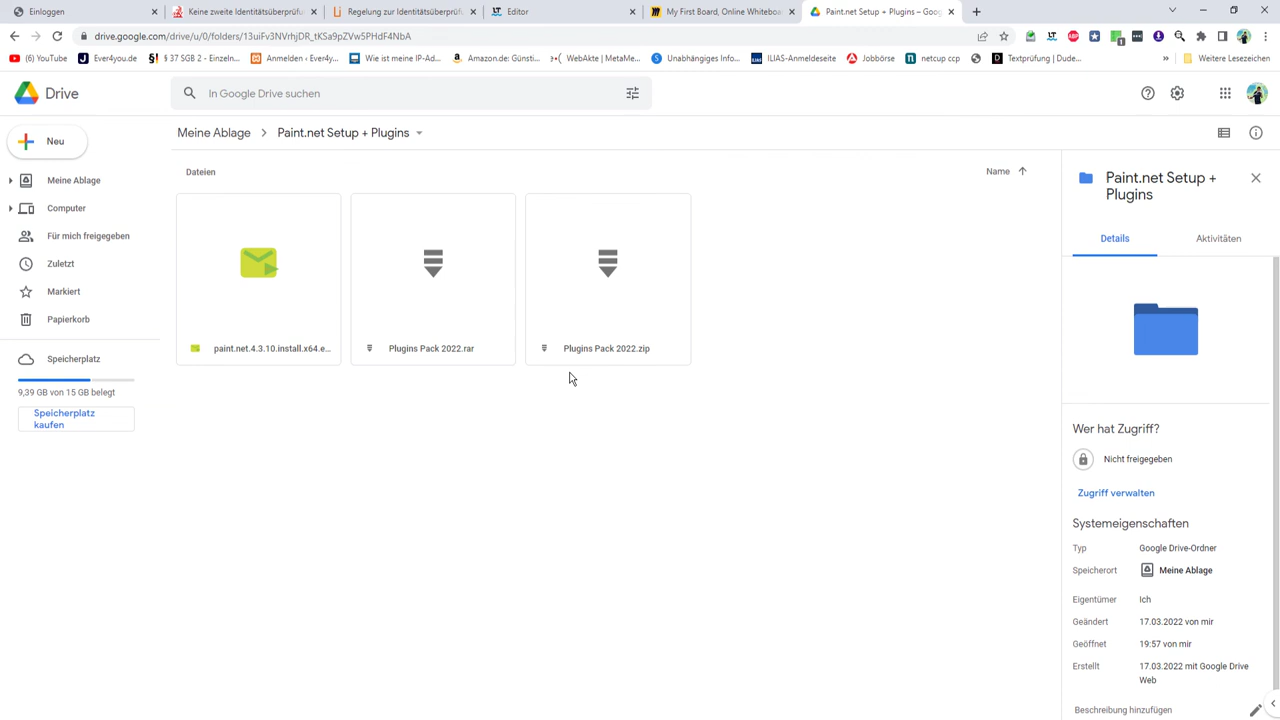 Einloggen
Keine zweite Identitätsüberprüfu
Regelung zur Identitätsüberprüf
Editor
My First Board, Online Whiteboa
Paint.net Setup + Plugins – Goog
drive.google.com/drive/u/0/folders/13uiFv3NVrhjDR_tKSa9pZVw5PHdF4NbA
(6) YouTube
Ever4you.de
§ 37 SGB 2 - Einzeln...
Anmelden ‹ Ever4y...
Wie ist meine IP-Ad...
Amazon.de: Günsti...
WebAkte | MetaMe...
Unabhängiges Info...
ILIAS-Anmeldeseite
Jobbörse
netcup ccp
Textprüfung | Dude...
»
Weitere Lesezeichen
Drive
In Google Drive suchen
Neu
Meine Ablage
Computer
Für mich freigegeben
Zuletzt
Markiert
Papierkorb
Speicherplatz
9,39 GB von 15 GB belegt
Speicherplatz
kaufen
Meine Ablage > Paint.net Setup + Plugins
Dateien
Name
paint.net.4.3.10.install.x64.e...
Plugins Pack 2022.rar
Plugins Pack 2022.zip
Paint.net Setup +
Plugins
Details
Aktivitäten
Wer hat Zugriff?
Nicht freigegeben
Zugriff verwalten
Systemeigenschaften
Typ
Google Drive-Ordner
Speicherort
Meine Ablage
Eigentümer
Ich
Geändert
17.03.2022 von mir
Geöffnet
19:57 von mir
Erstellt
17.03.2022 mit Google Drive
Web
Beschreibung hinzufügen